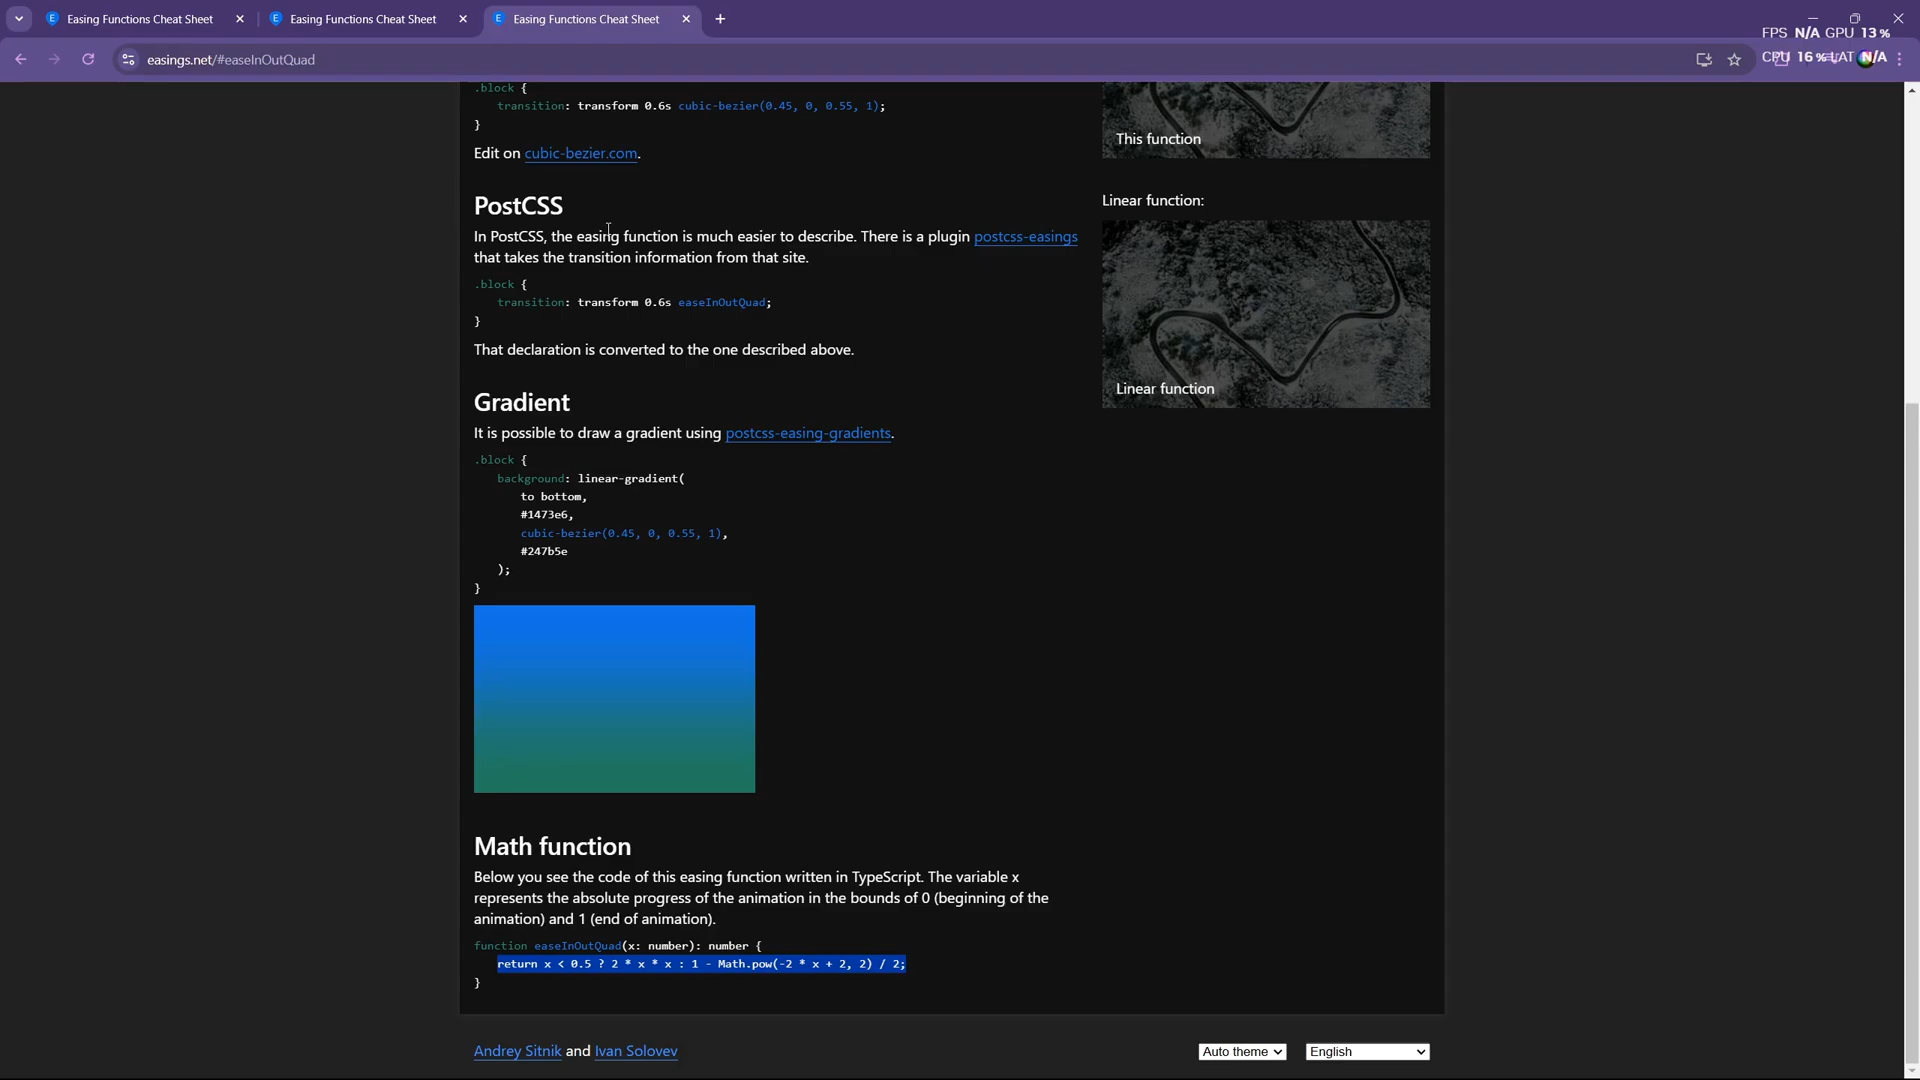 Easing Functions Cheat Sheet
Easing Functions Cheat Sheet
Easing Functions Cheat Sheet
FPS N/A GPU 13 %
easings.net/#easeInOutQuad
CPU 16 % LAT N/A
.block {
transition: transform 0.6s cubic-bezier(0.45, 0, 0.55, 1);
}
Edit on cubic-bezier.com.
This function
PostCSS
In PostCSS, the easing function is much easier to describe. There is a plugin postcss-easings
that takes the transition information from that site.
.block {
transition: transform 0.6s easeInOutQuad;
}
That declaration is converted to the one described above.
Linear function:
Linear function
Gradient
It is possible to draw a gradient using postcss-easing-gradients.
.block {
background: linear-gradient(
to bottom,
#1473e6,
cubic-bezier(0.45, 0, 0.55, 1),
#247b5e
);
}
Math function
Below you see the code of this easing function written in TypeScript. The variable x
represents the absolute progress of the animation in the bounds of 0 (beginning of the
animation) and 1 (end of animation).
function easeInOutQuad(x: number): number {
return x < 0.5 ? 2 * x * x : 1 - Math.pow(-2 * x + 2, 2) / 2;
}
Andrey Sitnik and Ivan Solovev
Auto theme
English